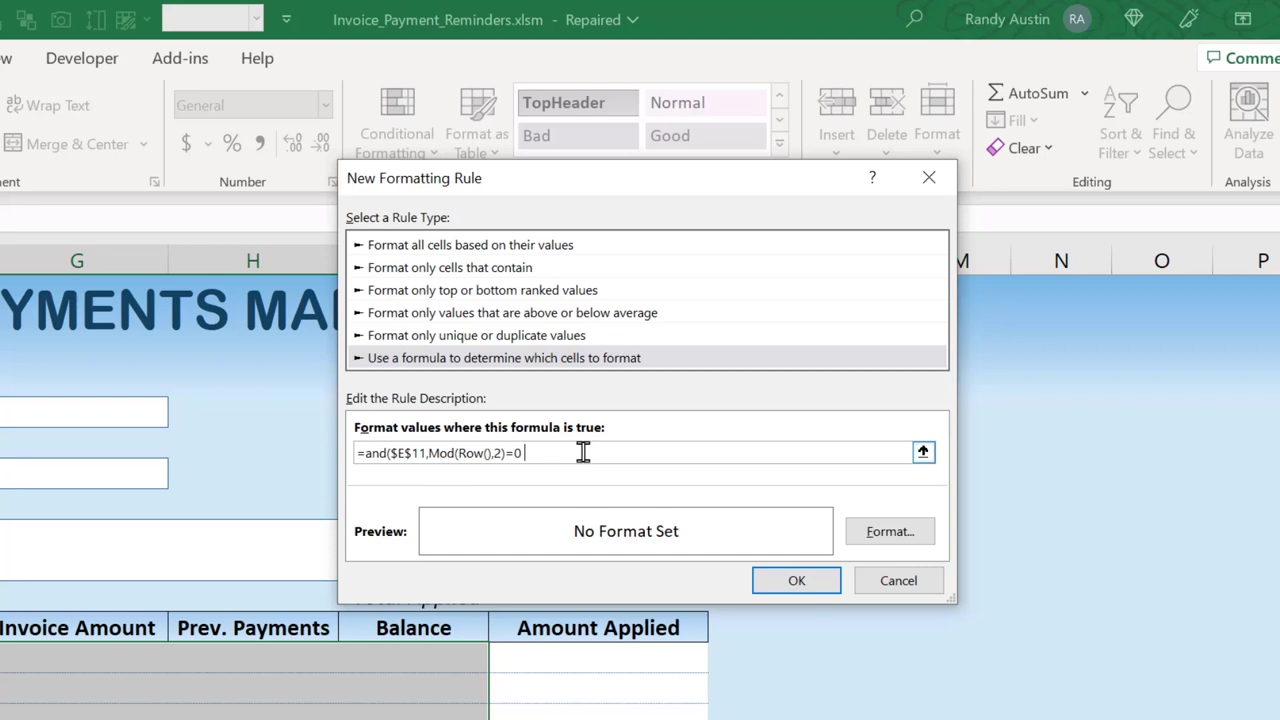 Invoice_Payment_Reminders.xlsm - Repaired
Randy Austin
RA
w
Developer
Add-ins
Help
Comme
ab Wrap Text
General
TopHeader
Normal
AutoSum
Conditional
Formatting
Format as
Table
Insert
Delete
Format
Fill
Sort &
Filter
Find &
Select
Analyze
Data
Merge & Center
$ % 9
.00
Bad
Good
Clear
ent
Number
Editing
Analysis
New Formatting Rule
?
Select a Rule Type:
► Format all cells based on their values
► Format only cells that contain
► Format only top or bottom ranked values
► Format only values that are above or below average
► Format only unique or duplicate values
► Use a formula to determine which cells to format
Edit the Rule Description:
Format values where this formula is true:
=and($E$11,Mod(Row(),2)=0
Preview:
No Format Set
Format...
OK
Cancel
G
H
M
N
O
P
YMENTS MA
Invoice Amount
Prev. Payments
Balance
Amount Applied